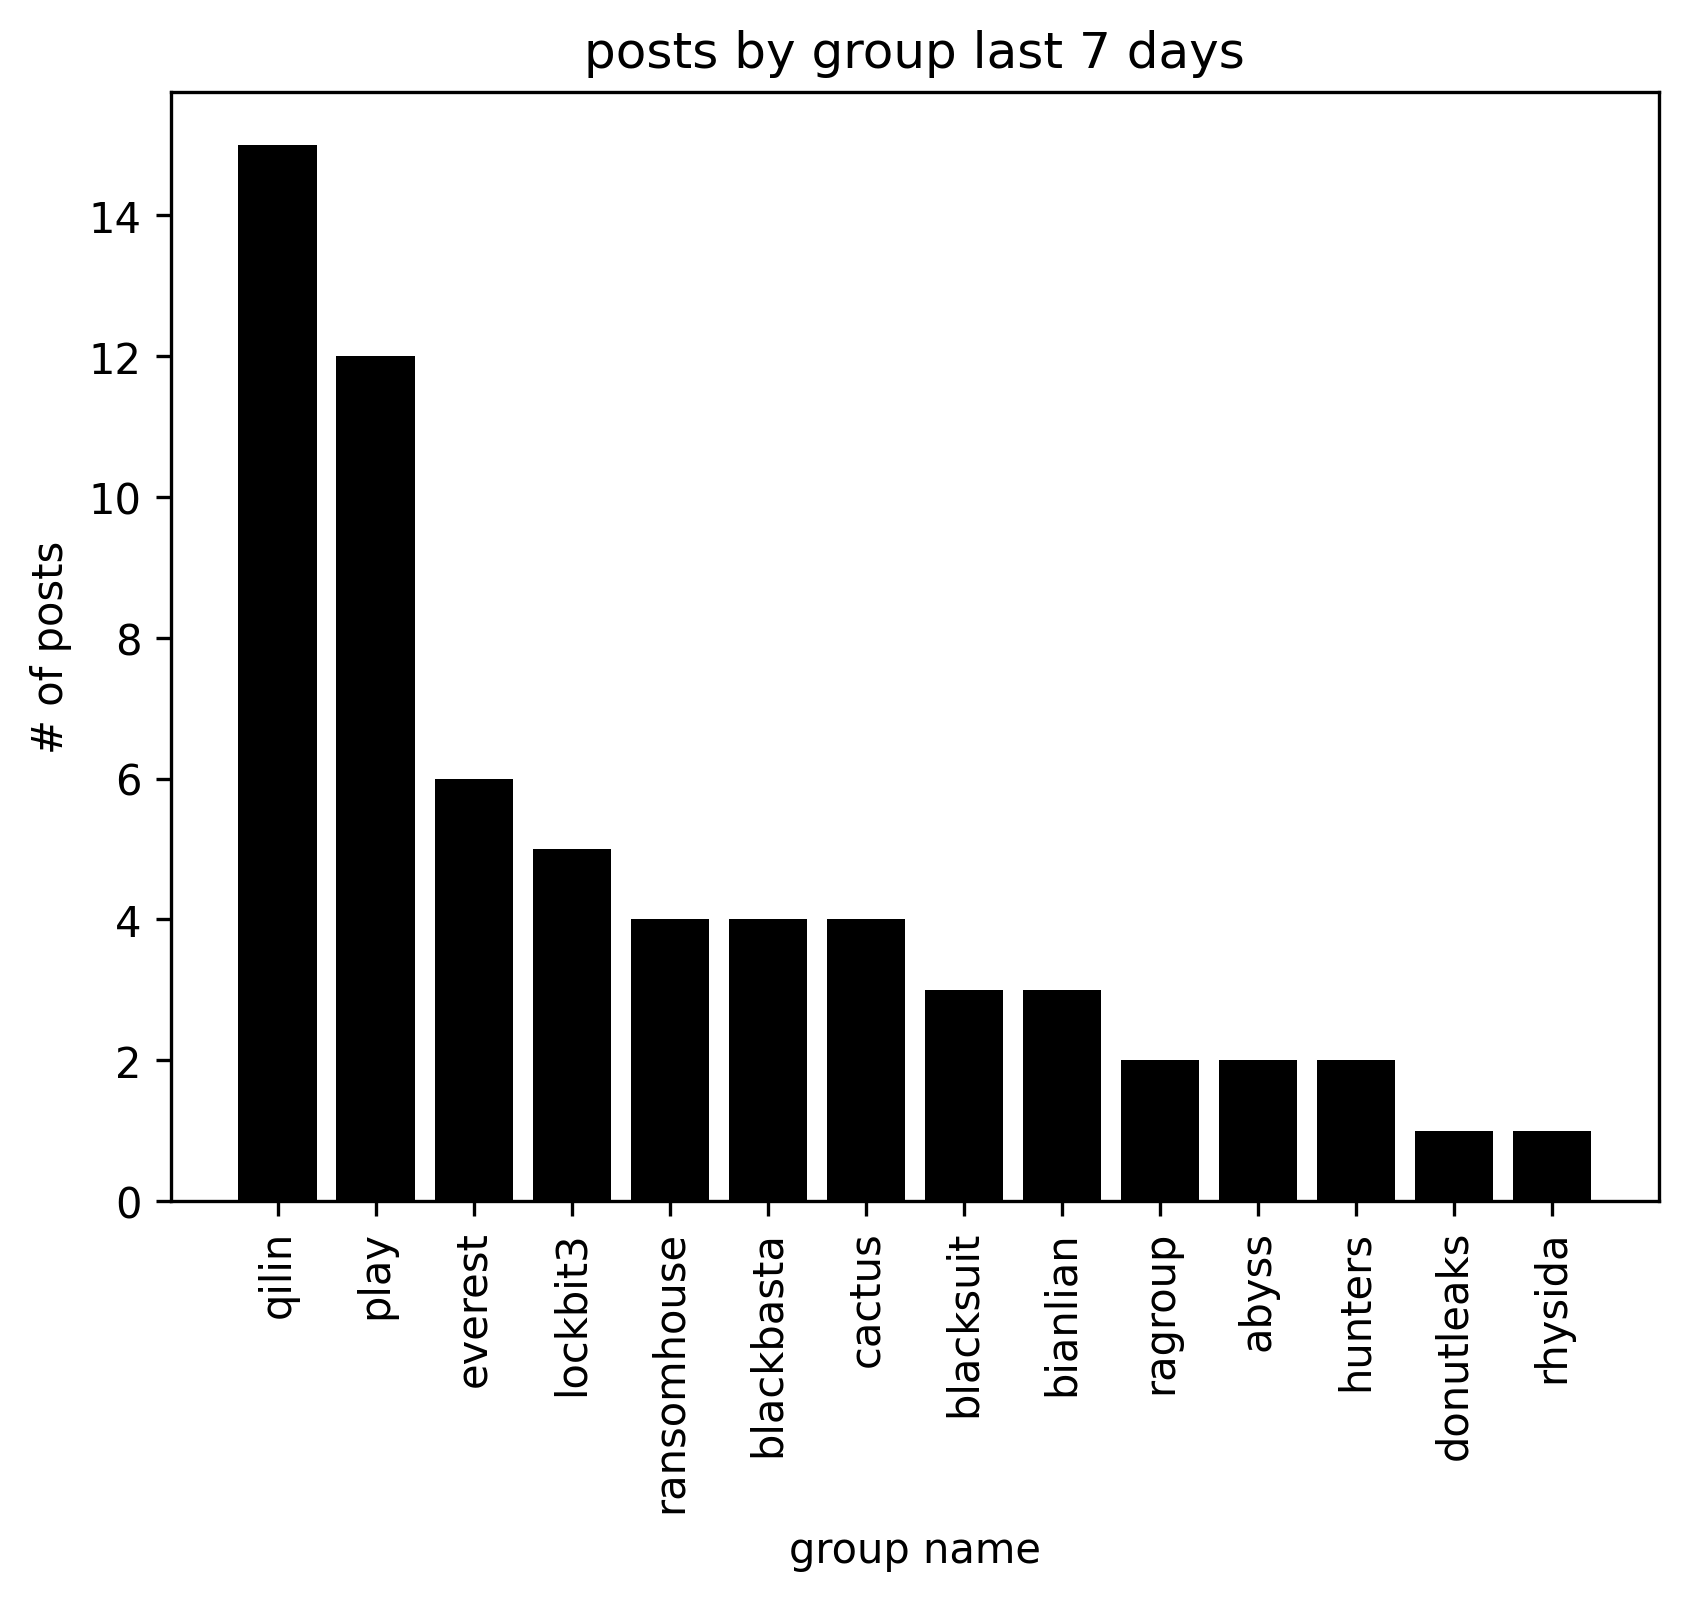 posts by group last 7 days
# of posts
14
12
10
8
6
4
2
0
qilin
play
everest
lockbit3
ransomhouse
blackbasta
cactus
blacksuit
bianlian
ragroup
abyss
hunters
donutleaks
rhysida
group name